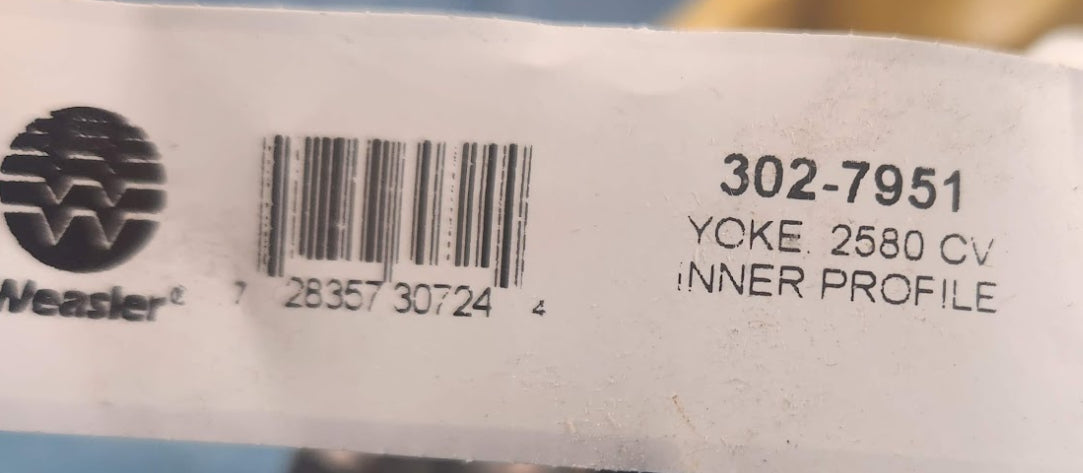 Weasler®
7 28357 30724 4
302-7951
YOKE, 2580 CV
INNER PROFILE